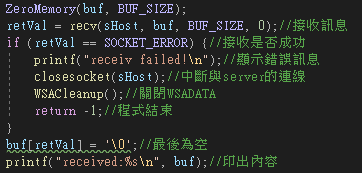 ZeroMemory(buf, BUF_SIZE);
retVal = recv(sHost, buf, BUF_SIZE, 0);//接收訊息
if (retVal == SOCKET_ERROR) {//接收是否成功
printf("receiv failed!\n");//顯示錯誤訊息
closesocket(sHost);//中斷與server的連線
WSACleanup();//關閉WSADATA
return -1;//程式結束
}
buf[retVal] = '\0';//最後為空
printf("received:%s\n", buf);//印出內容